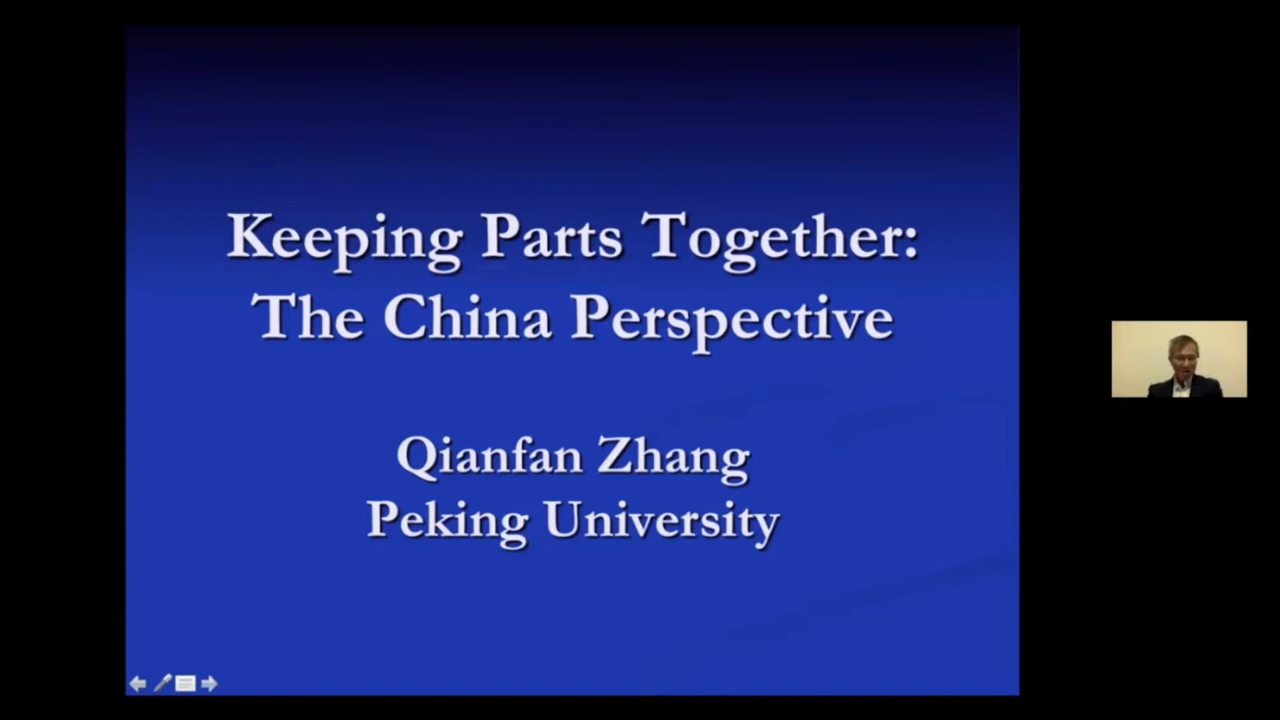 Keeping Parts Together:
The China Perspective
Qianfan Zhang
Peking University